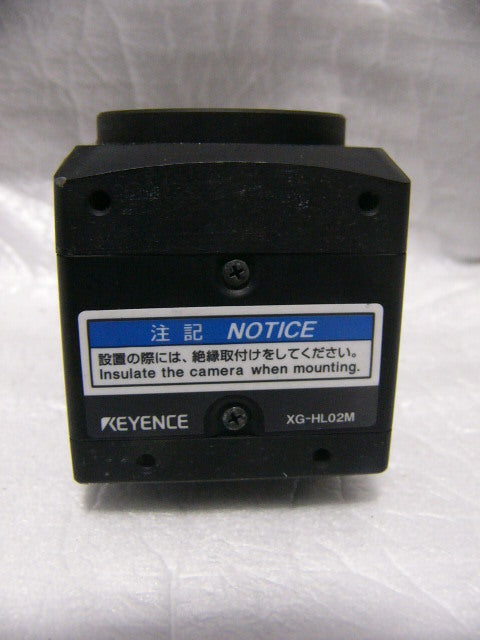 注記 NOTICE
設置の際には、絶縁取付けをしてください。
Insulate the camera when mounting.
KEYENCE XG-HL02M